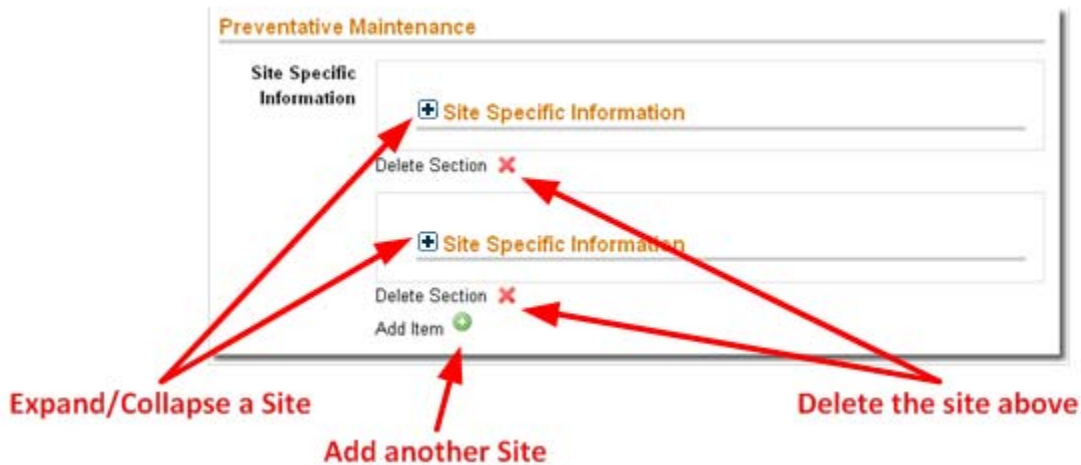 Preventative Maintenance
Site Specific
Information
Site Specific Information
Delete Section
Site Specific Information
Delete Section
Add Item
Expand/Collapse a Site
Delete the site above
Add another Site